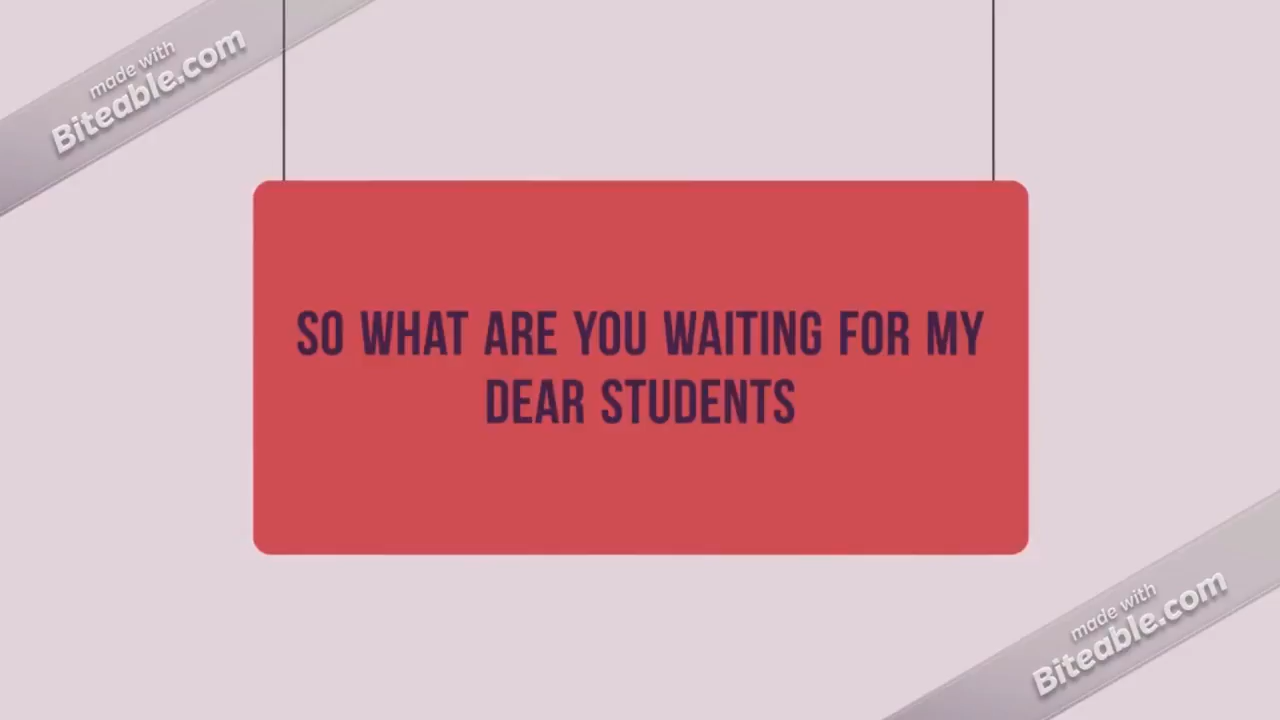 made with
Biteable.com
SO WHAT ARE YOU WAITING FOR MY
DEAR STUDENTS
made with
Biteable.com